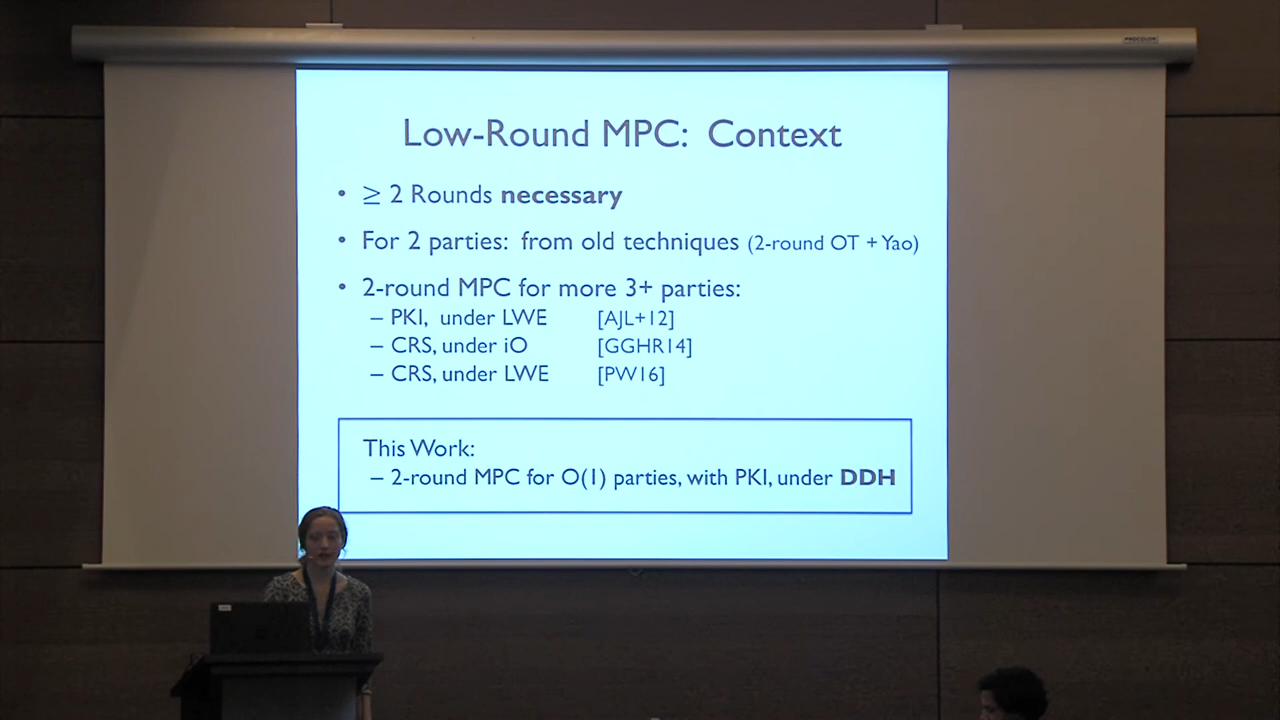 PROCOLOR
Low-Round MPC: Context
• ≥ 2 Rounds necessary
• For 2 parties: from old techniques (2-round OT + Yao)
• 2-round MPC for more 3+ parties:
– PKI, under LWE [AJL+12]
– CRS, under iO [GGHR14]
– CRS, under LWE [PW16]
This Work:
– 2-round MPC for O(1) parties, with PKI, under DDH